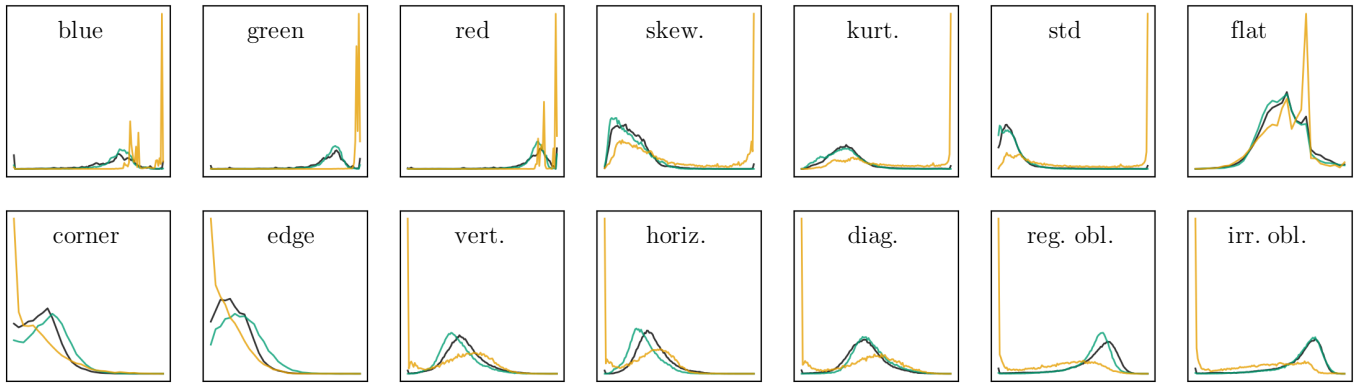 blue
green
red
skew.
kurt.
std
flat
corner
edge
vert.
horiz.
diag.
reg. obl.
irr. obl.